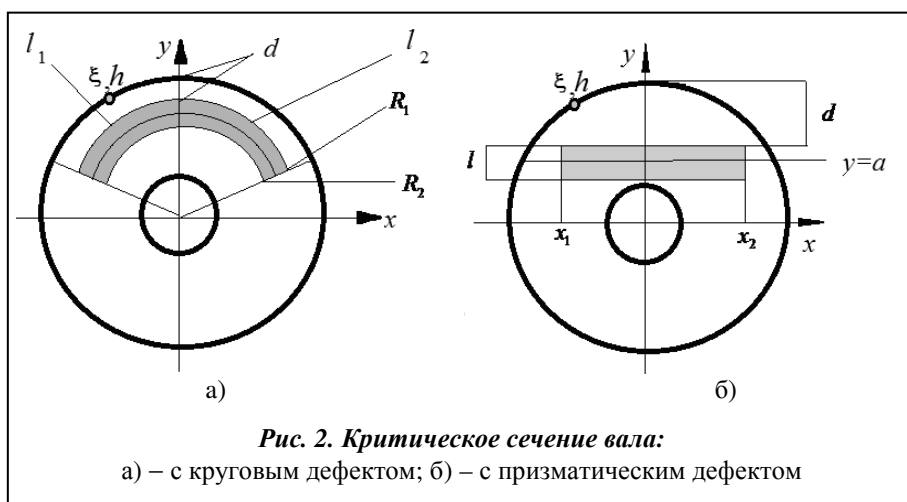 y
d
l₁
l₂
ξ,h
R₁
R₂
x
а)
y
ξ,h
d
l
y=a
x₁
x₂
x
б)
Рис. 2. Критическое сечение вала:
а) – с круговым дефектом; б) – с призматическим дефектом